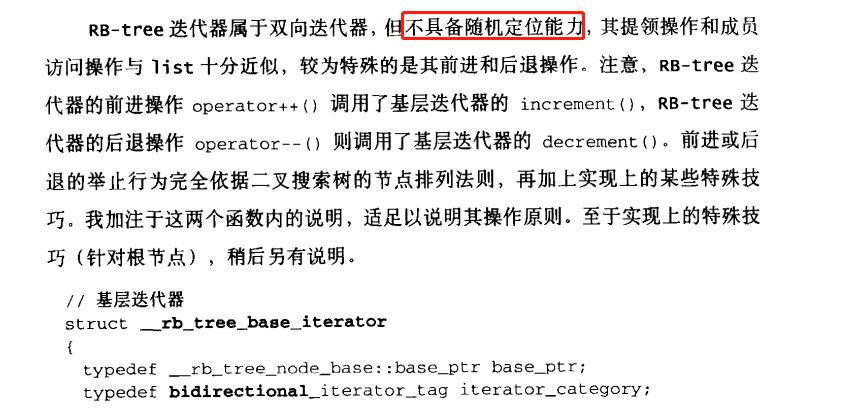 RB-tree 迭代器属于双向迭代器，但不具备随机定位能力，其提领操作和成员
访问操作与 list 十分近似，较为特殊的是其前进和后退操作。注意，RB-tree 迭
代器的前进操作 operator++() 调用了基层迭代器的 increment()，RB-tree 迭
代器的后退操作 operator--() 则调用了基层迭代器的 decrement()。前进或后
退的举止行为完全依据二叉搜索树的节点排列法则，再加上实现上的某些特殊技
巧。我加注于这两个函数内的说明，适足以说明其操作原则。至于实现上的特殊技
巧（针对根节点），稍后另有说明。
// 基层迭代器
struct __rb_tree_base_iterator
{
typedef __rb_tree_node_base::base_ptr base_ptr;
typedef bidirectional_iterator_tag iterator_category;